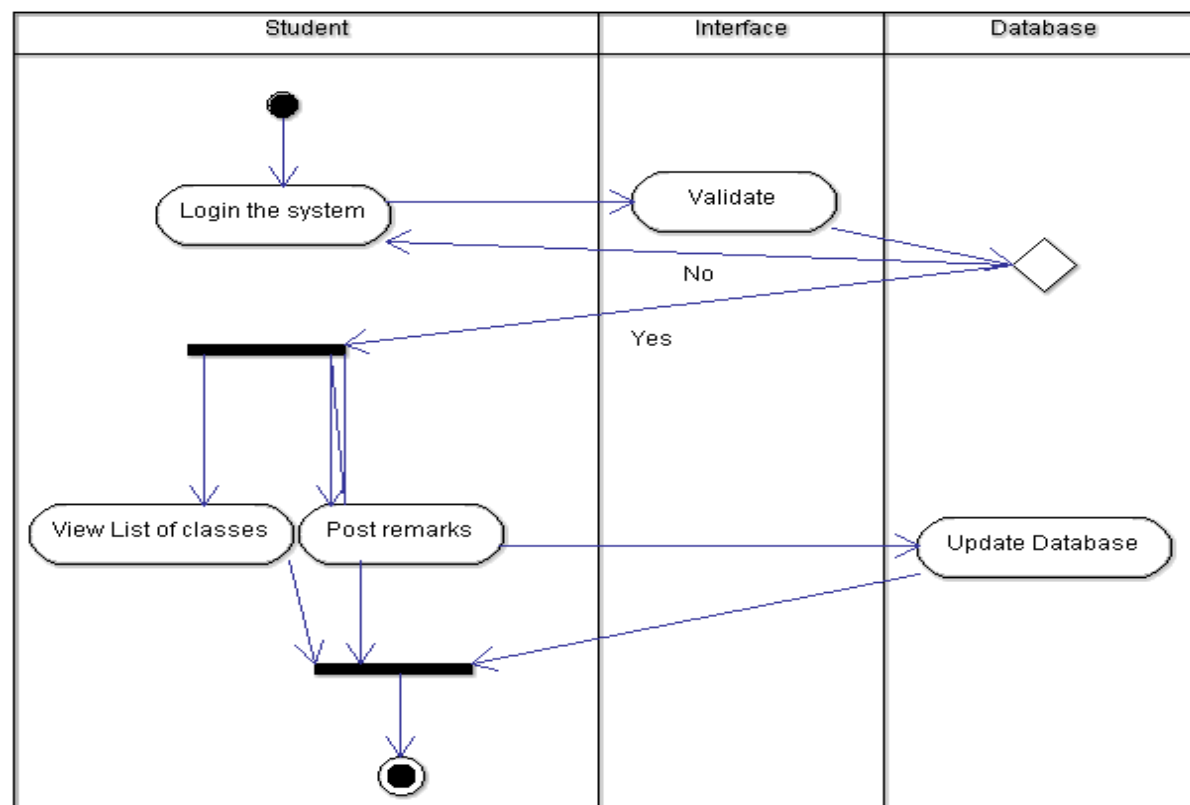 Student
Interface
Database
Login the system
Validate
No
Yes
View List of classes
Post remarks
Update Database